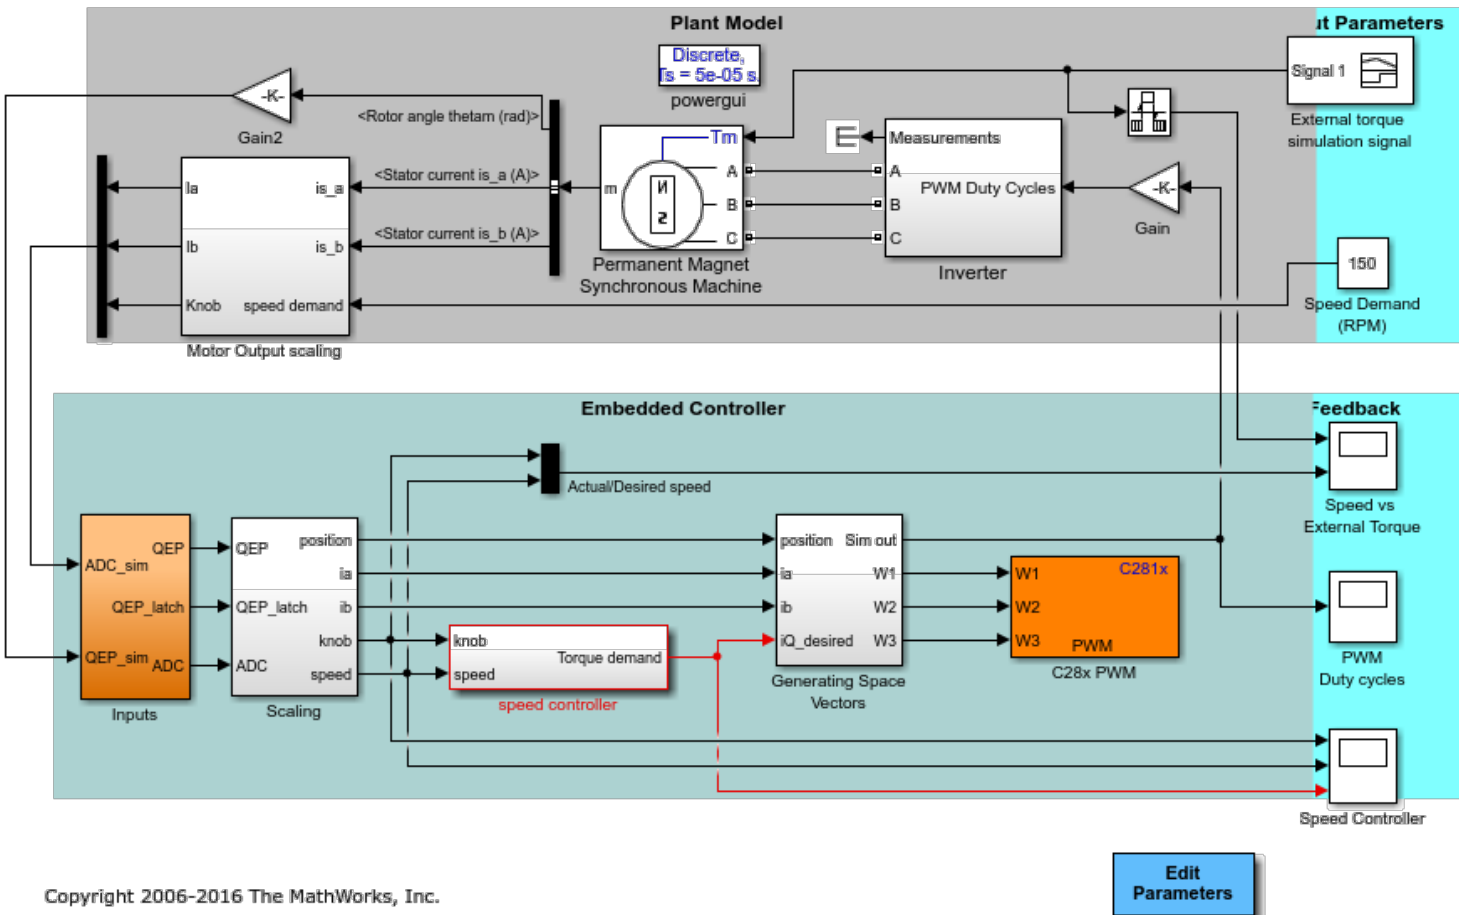 Plant Model
ut Parameters
Discrete,
Ts = 5e-05 s.
powergui
Signal 1
External torque
simulation signal
-K-
Gain2
<Rotor angle thetam (rad)>
<Stator current is_a (A)>
<Stator current is_b (A)>
Ia
is_a
Ib
is_b
Knob
speed demand
Motor Output scaling
Tm
m
A
B
C
N
S
Permanent Magnet
Synchronous Machine
Measurements
A
PWM Duty Cycles
B
C
Inverter
-K-
Gain
150
Speed Demand
(RPM)
Embedded Controller
Feedback
Actual/Desired speed
Speed vs
External Torque
QEP
ADC_sim
QEP_latch
QEP_sim
ADC
Inputs
QEP
position
ia
QEP_latch
ib
knob
ADC
speed
Scaling
knob
Torque demand
speed
speed controller
position
Sim out
ia
W1
ib
W2
iQ_desired
W3
Generating Space
Vectors
C281x
W1
W2
W3
PWM
C28x PWM
PWM
Duty cycles
Speed Controller
Edit
Parameters
Copyright 2006-2016 The MathWorks, Inc.